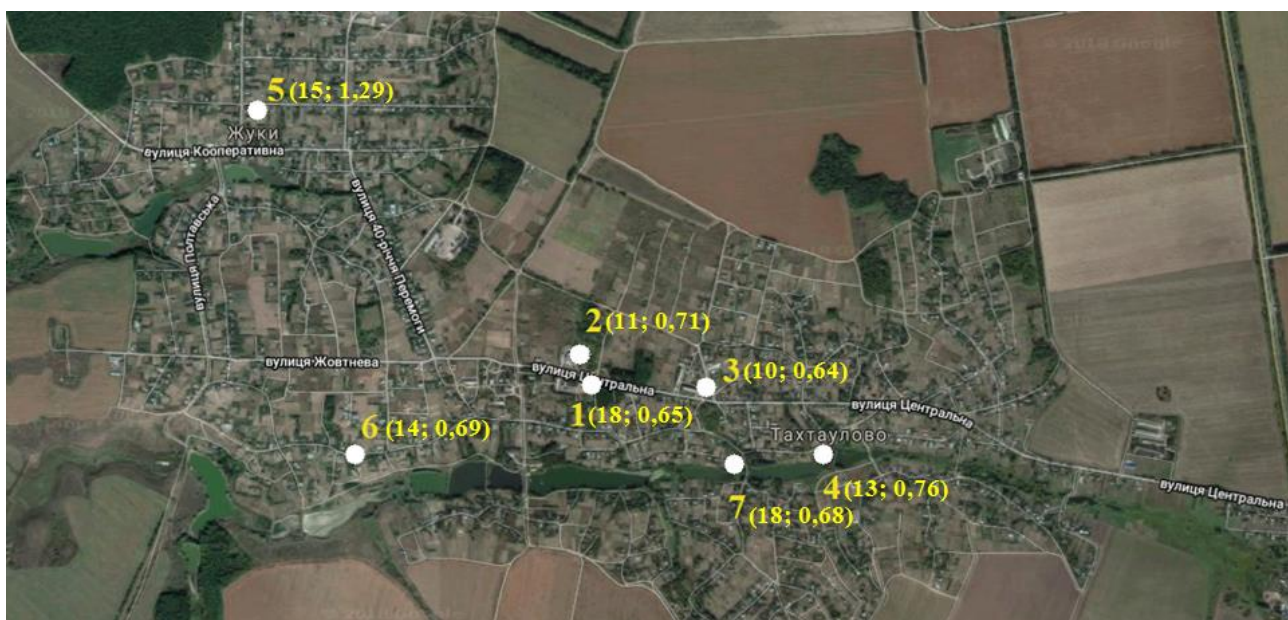 5 (15; 1,29)
Жуки
вулиця Кооперативна
вулиця Полтавська
вулиця 40-річчя Перемоги
2 (11; 0,71)
вулиця Жовтнева
вулиця Центральна
3 (10; 0,64)
1 (18; 0,65)
вулиця Центральна
6 (14; 0,69)
Тахтаулово
4 (13; 0,76)
вулиця Центральна
7 (18; 0,68)